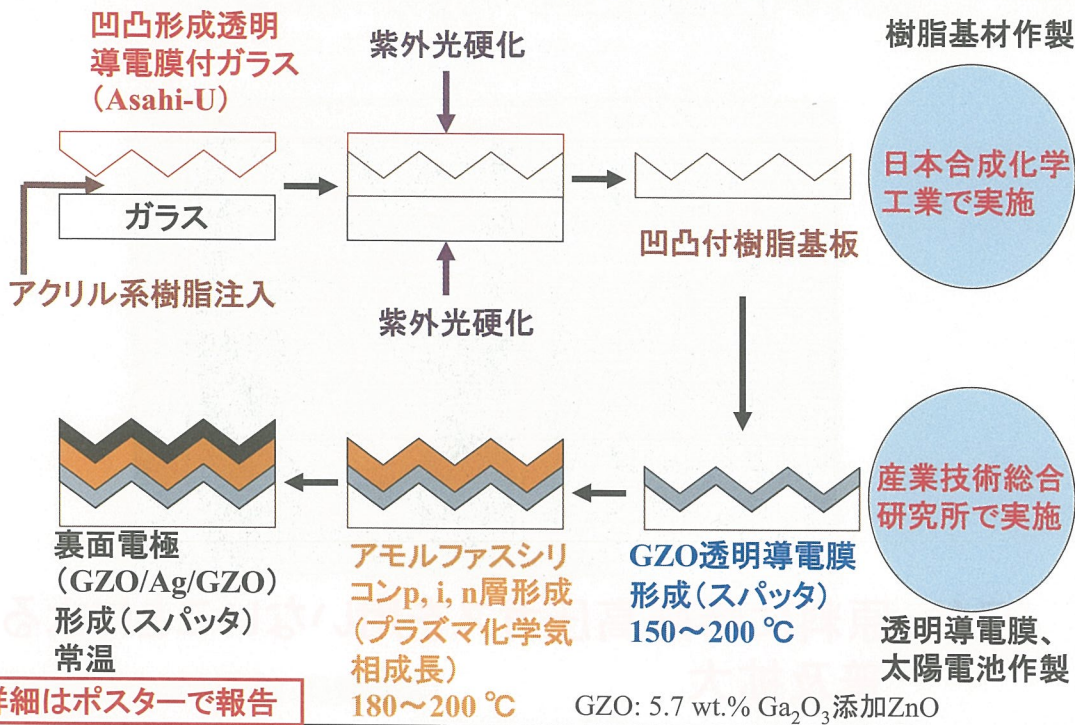 凹凸形成透明
導電膜付ガラス
（Asahi-U）
紫外光硬化
樹脂基材作製
ガラス
アクリル系樹脂注入
紫外光硬化
凹凸付樹脂基板
日本合成化学
工業で実施
裏面電極
（GZO/Ag/GZO）
形成（スパッタ）
常温
アモルファスシリ
コンp, i, n層形成
（プラズマ化学気
相成長）
180～200 ℃
GZO透明導電膜
形成（スパッタ）
150～200 ℃
産業技術総合
研究所で実施
透明導電膜、
太陽電池作製
詳細はポスターで報告
GZO: 5.7 wt.% Ga₂O₃添加ZnO